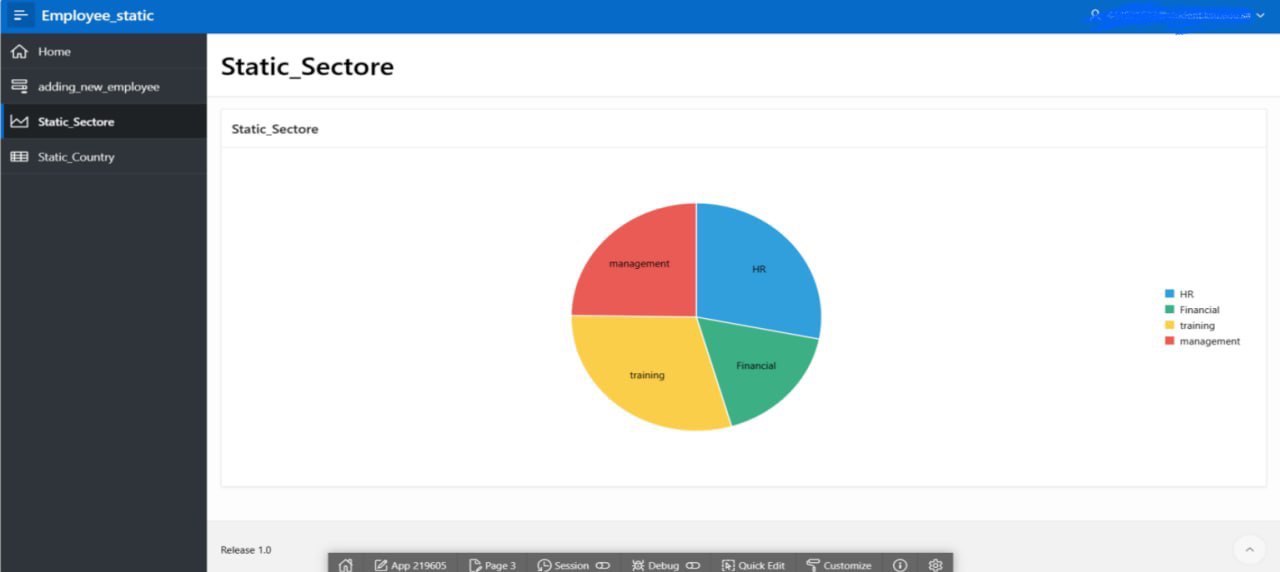 Employee_static
Home
adding_new_employee
Static_Sectore
Static_Country
Static_Sectore
Static_Sectore
management
HR
training
Financial
HR
Financial
training
management
Release 1.0
App 219605
Page 3
Session
Debug
Quick Edit
Customize